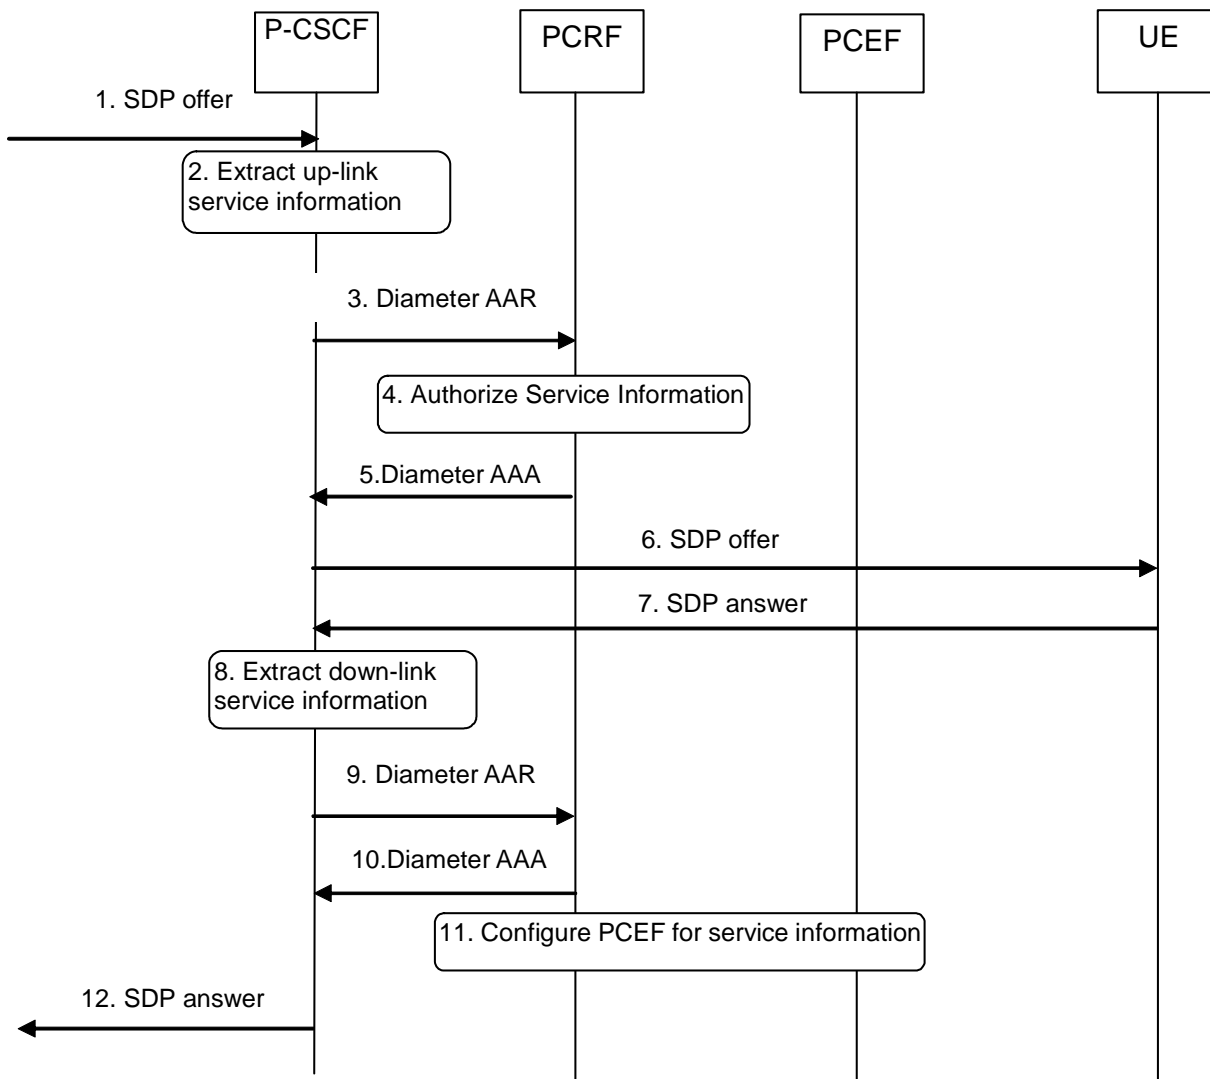 P-CSCF
PCRF
PCEF
UE
1. SDP offer
2. Extract up-link
service information
3. Diameter AAR
4. Authorize Service Information
5.Diameter AAA
6. SDP offer
7. SDP answer
8. Extract down-link
service information
9. Diameter AAR
10.Diameter AAA
11. Configure PCEF for service information
12. SDP answer